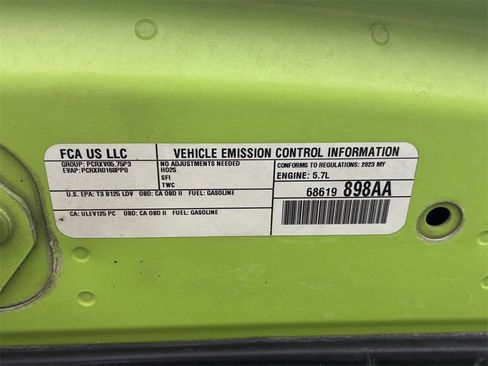 FCA US LLC
VEHICLE EMISSION CONTROL INFORMATION
GROUP: PCRXV05.75P3
EVAP: PCRXR0168PP0
NO ADJUSTMENTS NEEDED
HO2S
SFI
TWC
CONFORMS TO REGULATIONS: 2023 MY
ENGINE: 5.7L
U.S. EPA: T3 B125 LDV OBD: CA OBD II FUEL: GASOLINE
CA: ULEV125 PC OBD: CA OBD II FUEL: GASOLINE
68619 898AA